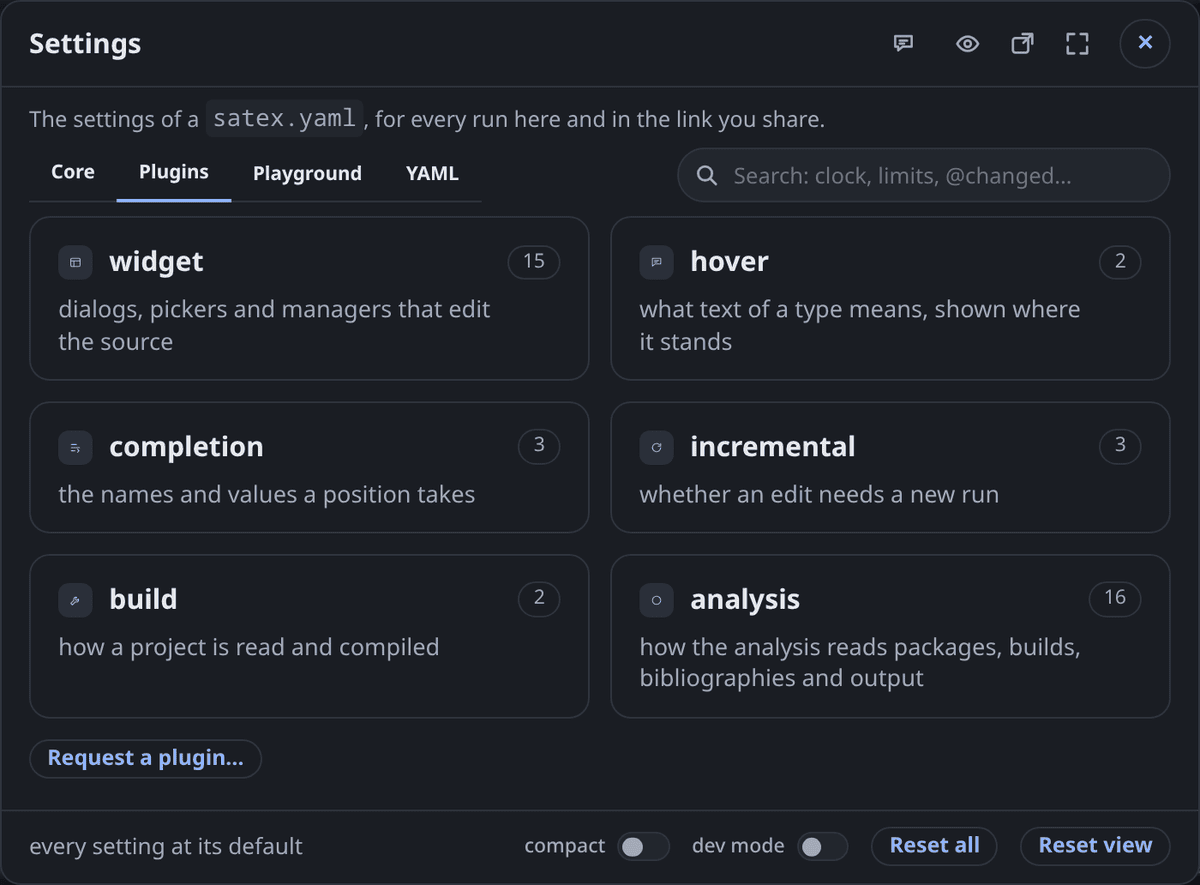 Settings
The settings of a satex.yaml, for every run here and in the link you share.
Core Plugins Playground YAML
Search: clock, limits, @changed...
widget 15
dialogs, pickers and managers that edit
the source
hover 2
what text of a type means, shown where
it stands
completion 3
the names and values a position takes
incremental 3
whether an edit needs a new run
build 2
how a project is read and compiled
analysis 16
how the analysis reads packages, builds,
bibliographies and output
Request a plugin...
every setting at its default
compact dev mode Reset all Reset view